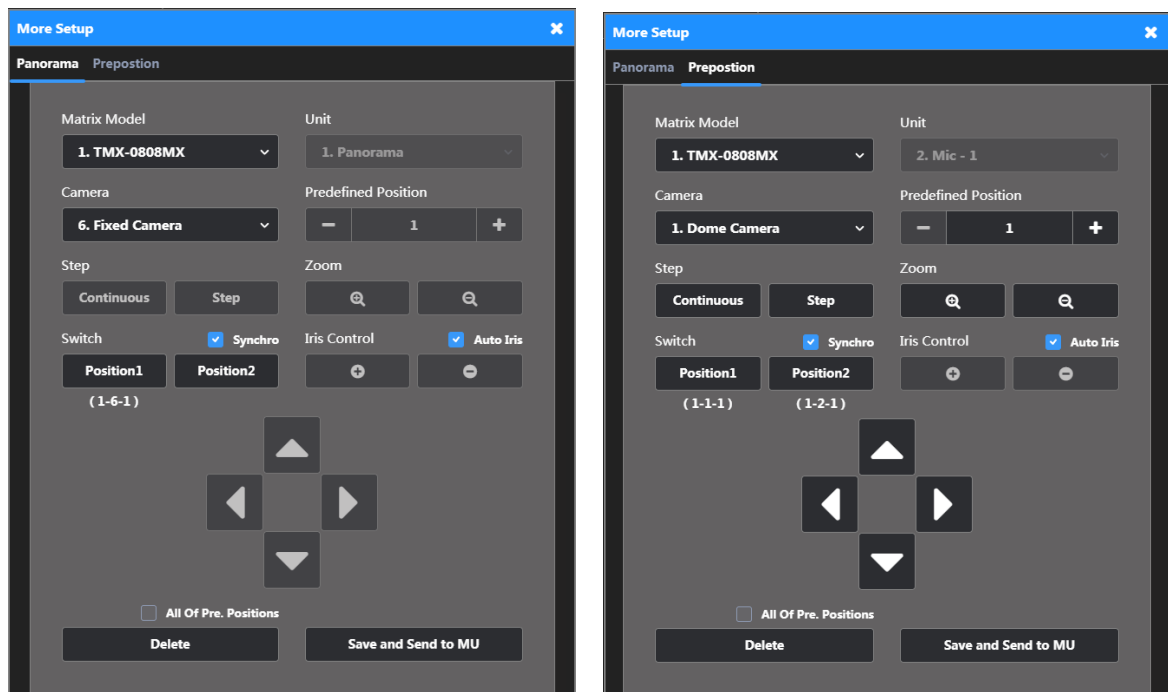 More Setup
Panorama Prepostion
Matrix Model Unit
1. TMX-0808MX 1. Panorama
Camera Predefined Position
6. Fixed Camera 1
Step Zoom
Continuous Step
Switch Synchro Iris Control Auto Iris
Position1 Position2
( 1-6-1 )
All Of Pre. Positions
Delete Save and Send to MU
More Setup
Panorama Prepostion
Matrix Model Unit
1. TMX-0808MX 2. Mic - 1
Camera Predefined Position
1. Dome Camera 1
Step Zoom
Continuous Step
Switch Synchro Iris Control Auto Iris
Position1 Position2
( 1-1-1 ) ( 1-2-1 )
All Of Pre. Positions
Delete Save and Send to MU